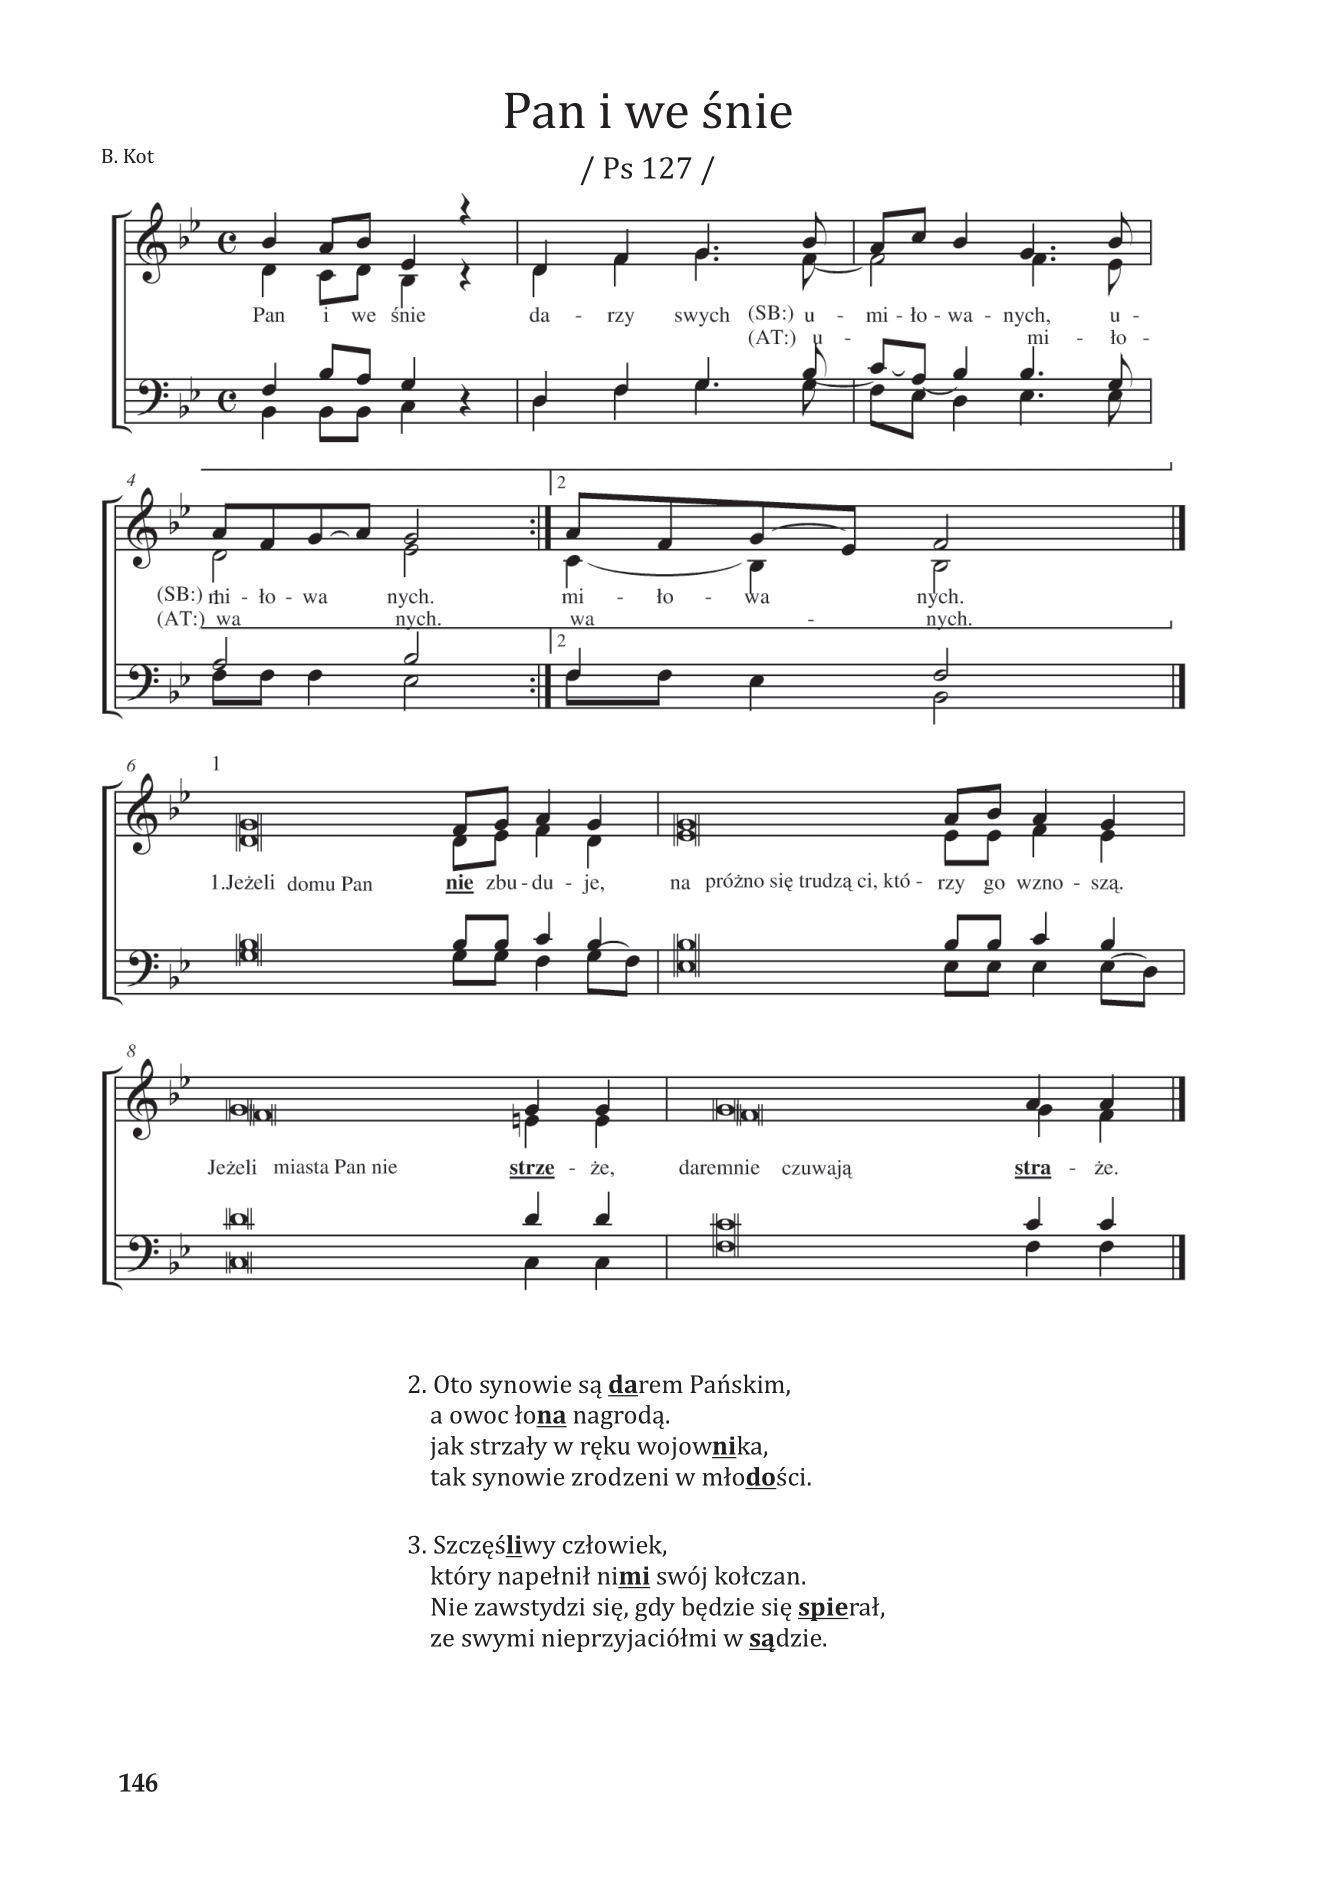 Pan i we śnie
B. Kot
/ Ps 127 /
Pan i we śnie da - rzy swych (SB:) u - mi - ło - wa - nych, u -
(AT:) u - mi - ło -
4
2
(SB:) mi - ło - wa nych. mi - ło - wa nych.
(AT:) wa nych. wa - nych.
2
6
1
1.Jeżeli domu Pan nie zbu - du - je, na próżno się trudzą ci, któ - rzy go wzno - szą.
8
Jeżeli miasta Pan nie strze - że, daremnie czuwają stra - że.
2. Oto synowie są darem Pańskim,
a owoc łona nagrodą.
jak strzały w ręku wojownika,
tak synowie zrodzeni w młodości.
3. Szczęśliwy człowiek,
który napełnił nimi swój kołczan.
Nie zawstydzi się, gdy będzie się spierał,
ze swymi nieprzyjaciółmi w sądzie.
146